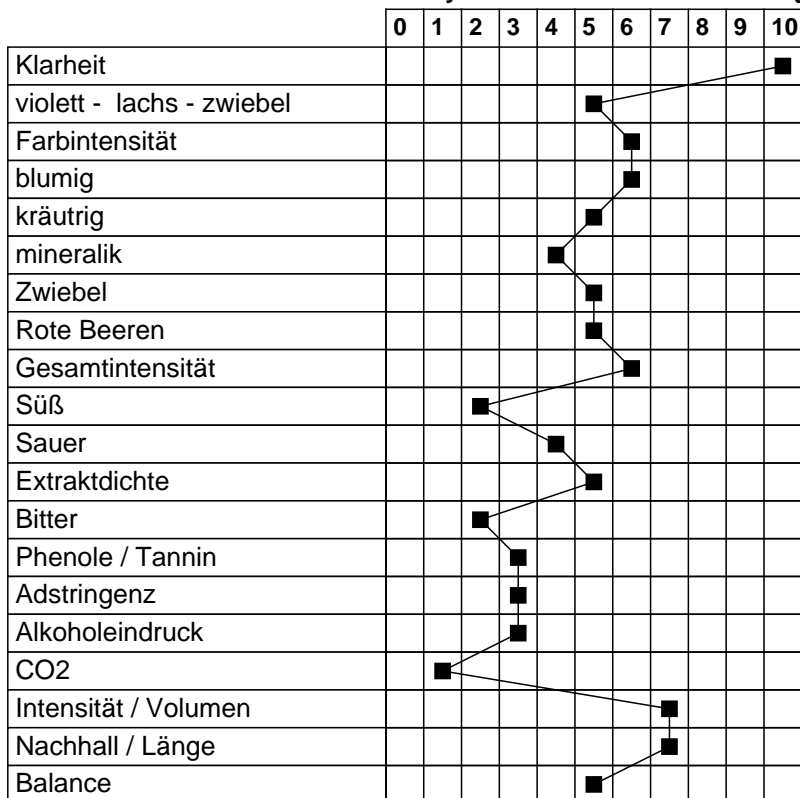 0 1 2 3 4 5 6 7 8 9 10
Klarheit
violett - lachs - zwiebel
Farbintensität
blumig
kräutrig
mineralik
Zwiebel
Rote Beeren
Gesamtintensität
Süß
Sauer
Extraktdichte
Bitter
Phenole / Tannin
Adstringenz
Alkoholeindruck
CO2
Intensität / Volumen
Nachhall / Länge
Balance